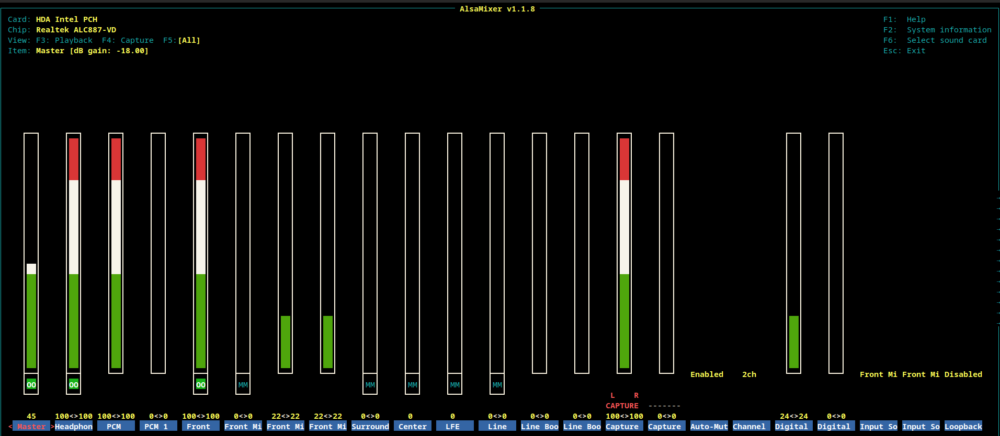 AlsaMixer v1.1.8
Card: HDA Intel PCH F1: Help
Chip: Realtek ALC887-VD F2: System information
View: F3: Playback F4: Capture F5:[All] F6: Select sound card
Item: Master [dB gain: -18.00] Esc: Exit
Enabled 2ch Front Mi Front Mi Disabled
OO OO OO MM MM MM MM MM
L R
CAPTURE -------
45 100<>100 100<>100 0<>0 100<>100 0<>0 22<>22 22<>22 0<>0 0 0 0<>0 0<>0 0<>0 100<>100 0<>0 24<>24 0<>0
< Master >Headphon PCM PCM 1 Front Front Mi Front Mi Front Mi Surround Center LFE Line Line Boo Line Boo Capture Capture Auto-Mut Channel Digital Digital Input So Input So Loopback